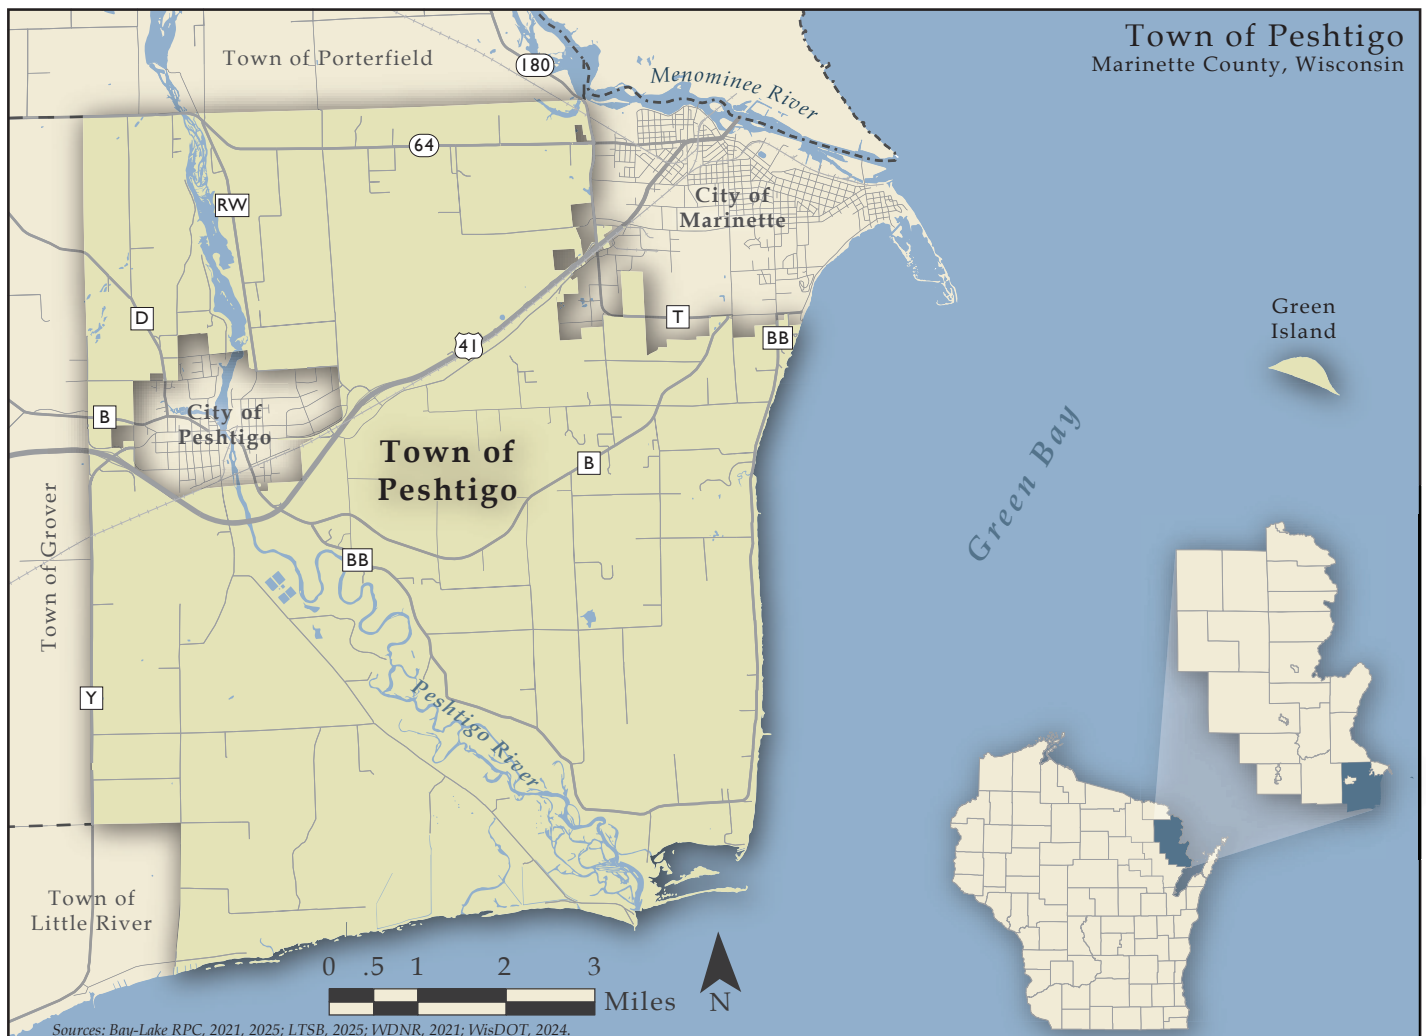 Town of Peshtigo
Marinette County, Wisconsin
Town of Porterfield
180
Menominee River
64
RW
City of
Marinette
D
T
BB
41
Green
Island
B
City of
Peshtigo
Town of
Peshtigo
B
Green Bay
Town of Grover
BB
Y
Peshtigo River
Town of
Little River
0 .5 1 2 3
Miles
N
Sources: Bay-Lake RPC, 2021, 2025; LTSB, 2025; WDNR, 2021; WisDOT, 2024.